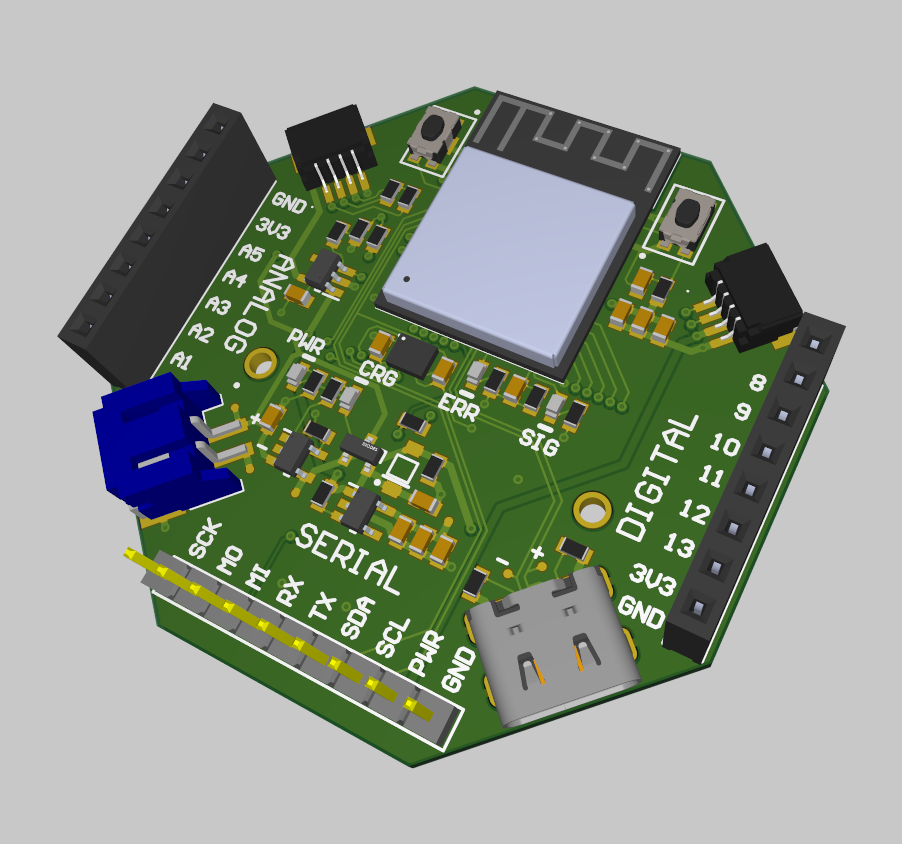 GND
3V3
A5
A4
A3
A2
A1
ANALOG
PWR
CRG
ERR
SIG
+
-
8
9
10
11
12
13
3V3
GND
DIGITAL
SERIAL
SCK
MO
MI
RX
TX
SDA
SCL
PWR
GND
- +